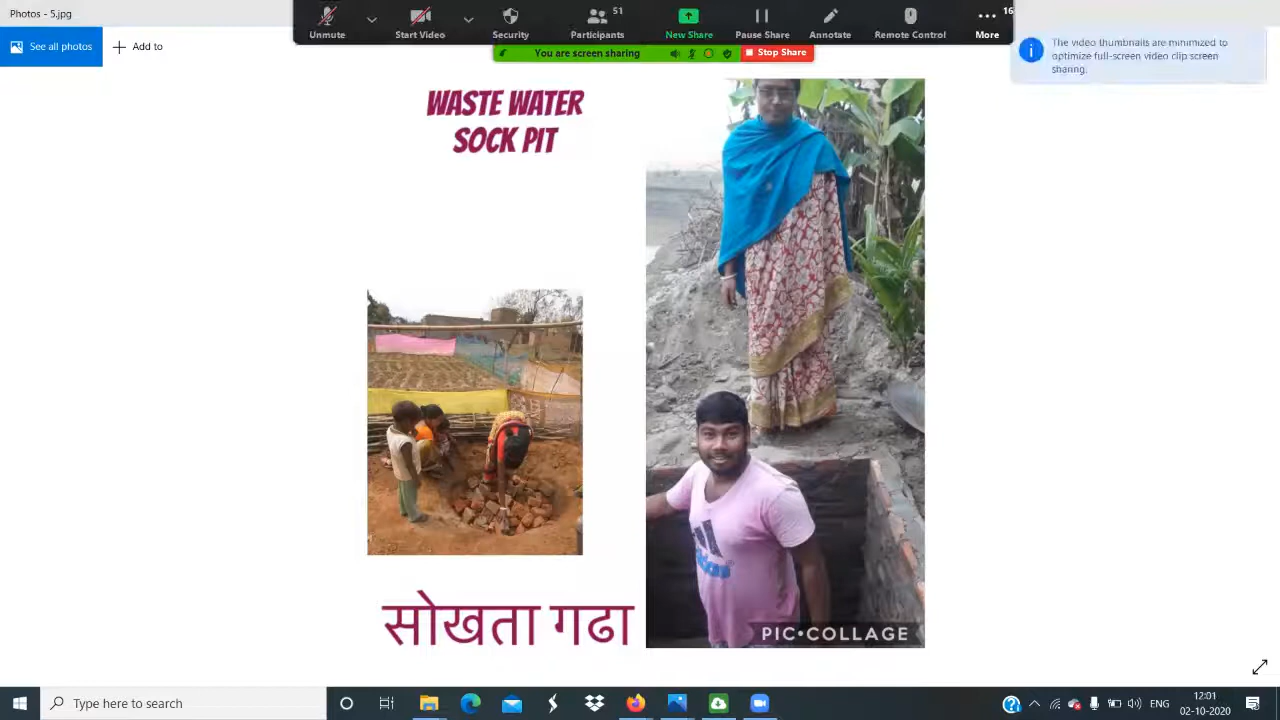 Photos - 5.jpg
See all photos
Add to
Unmute
Start Video
Security
51
Participants
New Share
Pause Share
Annotate
Remote Control
16
More
You are screen sharing
Stop Share
The video thumbnails are minimized to
optimize full-screen video clip screen
sharing.
WASTE WATER
SOCK PIT
सोखता गढा
PIC•COLLAGE
Type here to search
ENG
12:01
02-10-2020